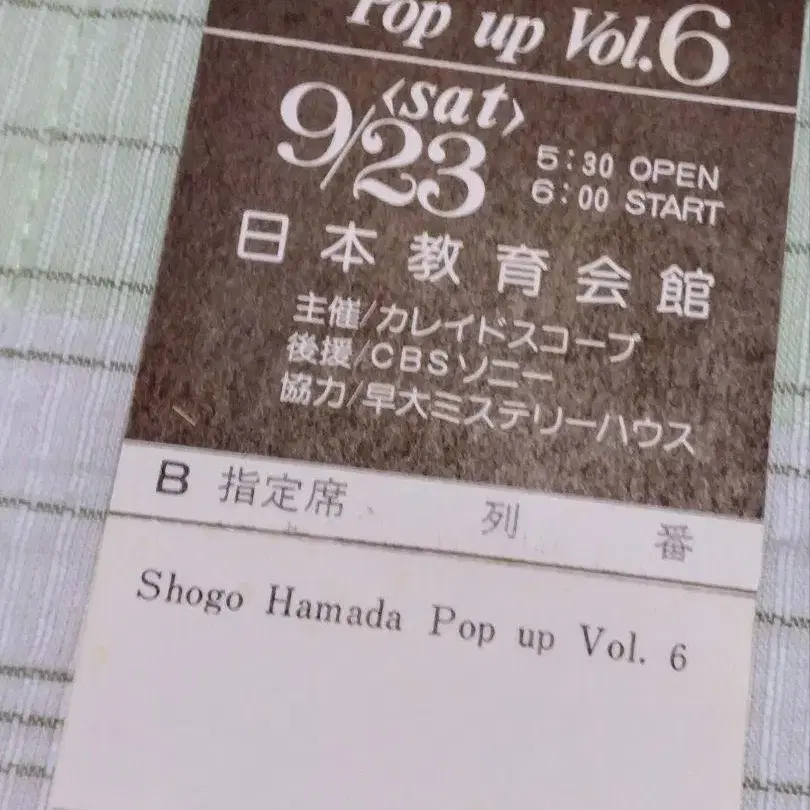 Pop up Vol.6
9/23 〈sat〉
5:30 OPEN
6:00 START
日本教育会館
主催/カレイドスコープ
後援/CBSソニー
協力/早大ミステリーハウス
B 指定席 列 番
Shogo Hamada Pop up Vol. 6